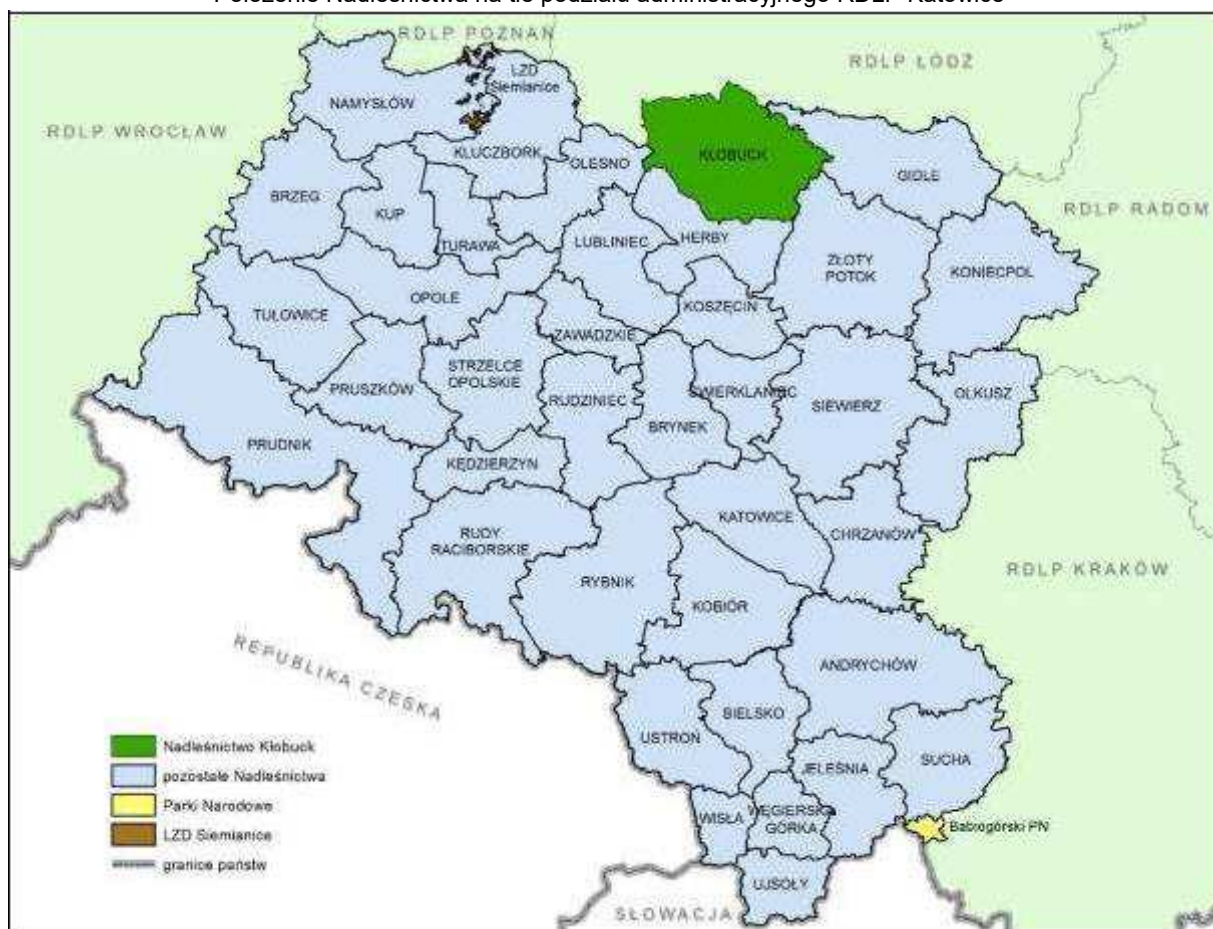 Położenie Nadleśnictwa na tle podziału administracyjnego RDLP Katowice
RDLP POZNAŃ
RDLP ŁÓDŹ
RDLP WROCŁAW
RDLP RADOM
RDLP KRAKÓW
REPUBLIKA CZESKA
SŁOWACJA
LZD
Siemianice
NAMYSŁÓW
KLUCZBORK
OLESNO
KŁOBUCK
GIDLE
BRZEG
KUP
TURAWA
LUBLINIEC
HERBY
ZŁOTY
POTOK
KONIECPOL
OPOLE
KOSZĘCIN
TUŁOWICE
ZAWADZKIE
STRZELCE
OPOLSKIE
PRUSZKÓW
RUDZINIEC
ŚWIERKLANIEC
SIEWIERZ
OLKUSZ
BRYNEK
PRUDNIK
KĘDZIERZYN
KATOWICE
CHRZANÓW
RUDY
RACIBORSKIE
RYBNIK
KOBIÓR
ANDRYCHÓW
BIELSKO
USTROŃ
SUCHA
JELEŚNIA
WISŁA
WĘGIERSKA
GÓRKA
Babiogórski PN
UJSOŁY
Nadleśnictwo Kłobuck
pozostałe Nadleśnictwa
Parki Narodowe
LZD Siemianice
granice państw